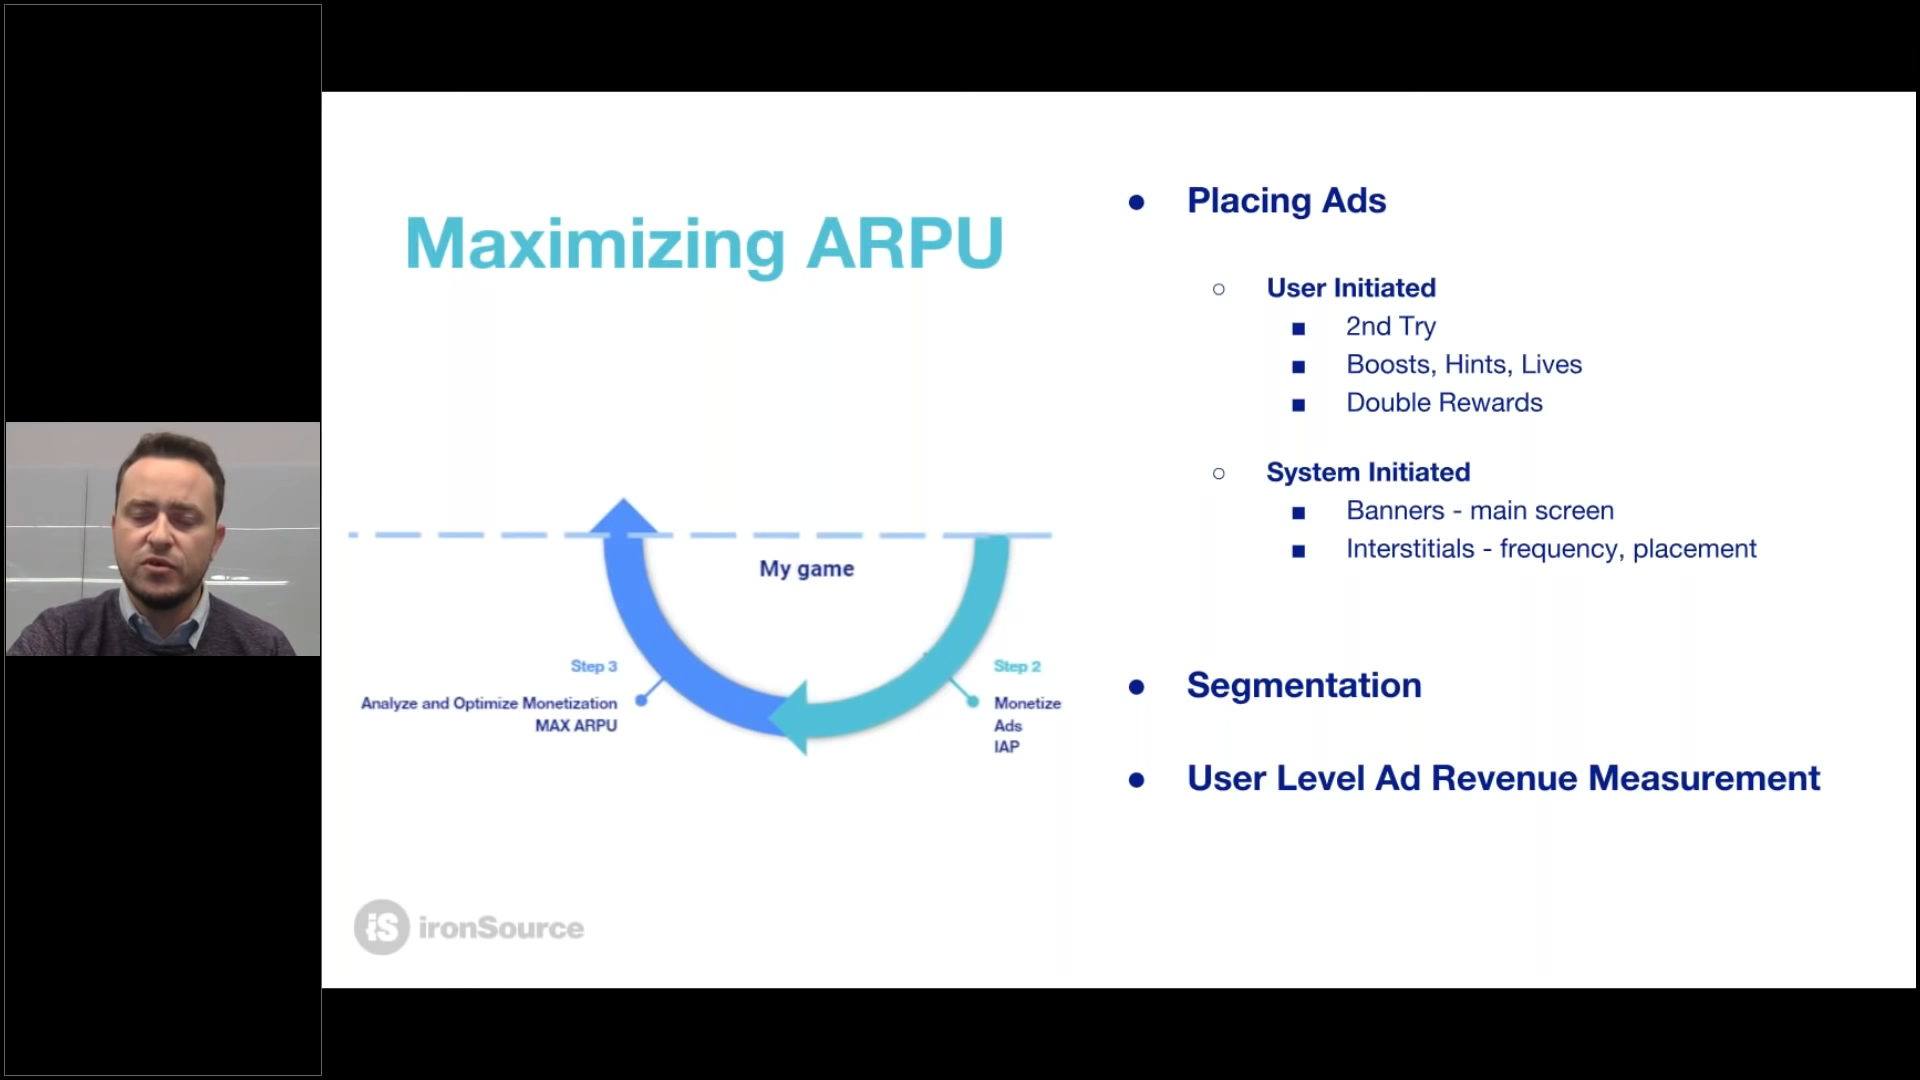 Maximizing ARPU
My game
Step 3
Analyze and Optimize Monetization
MAX ARPU
Step 2
Monetize
Ads
IAP
iS ironSource
● Placing Ads
○ User Initiated
■ 2nd Try
■ Boosts, Hints, Lives
■ Double Rewards
○ System Initiated
■ Banners - main screen
■ Interstitials - frequency, placement
● Segmentation
● User Level Ad Revenue Measurement